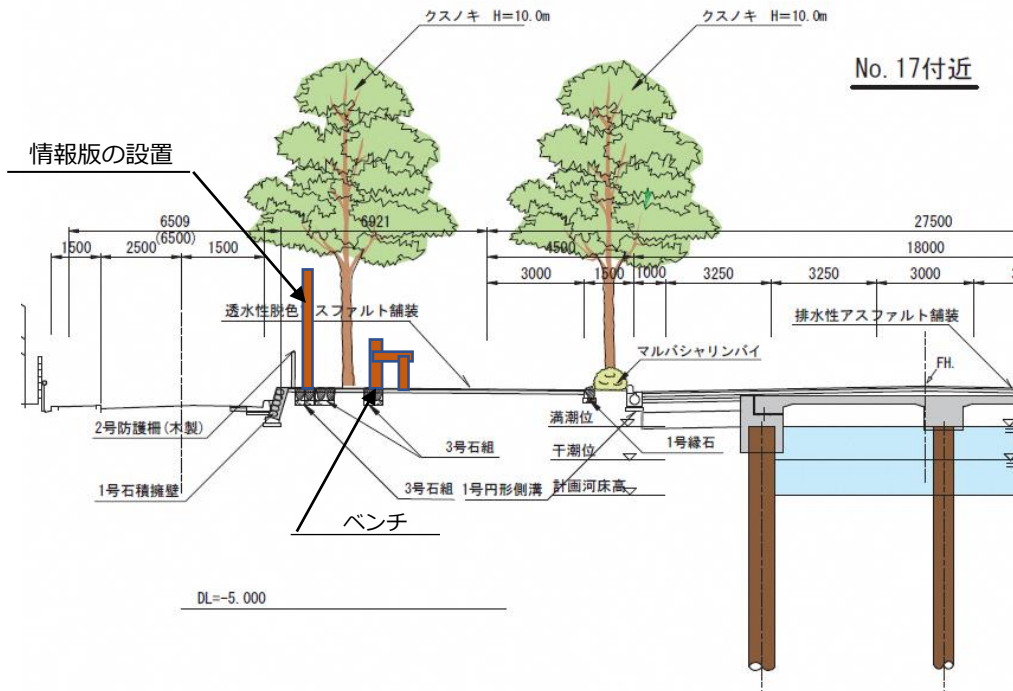 クスノキ H=10.0m
クスノキ H=10.0m
No.17付近
情報版の設置
6509
(6500)
6921
27500
1500
2500
1500
4500
18000
3000
1500
1000
3250
3250
3000
透水性脱色
スファルト舗装
排水性アスファルト舗装
マルバシャリンバイ
FH.
2号防護柵(木製)
3号石組
満潮位
1号縁石
干潮位
1号石積擁壁
3号石組
1号円形側溝
計画河床高
ベンチ
DL=-5.000